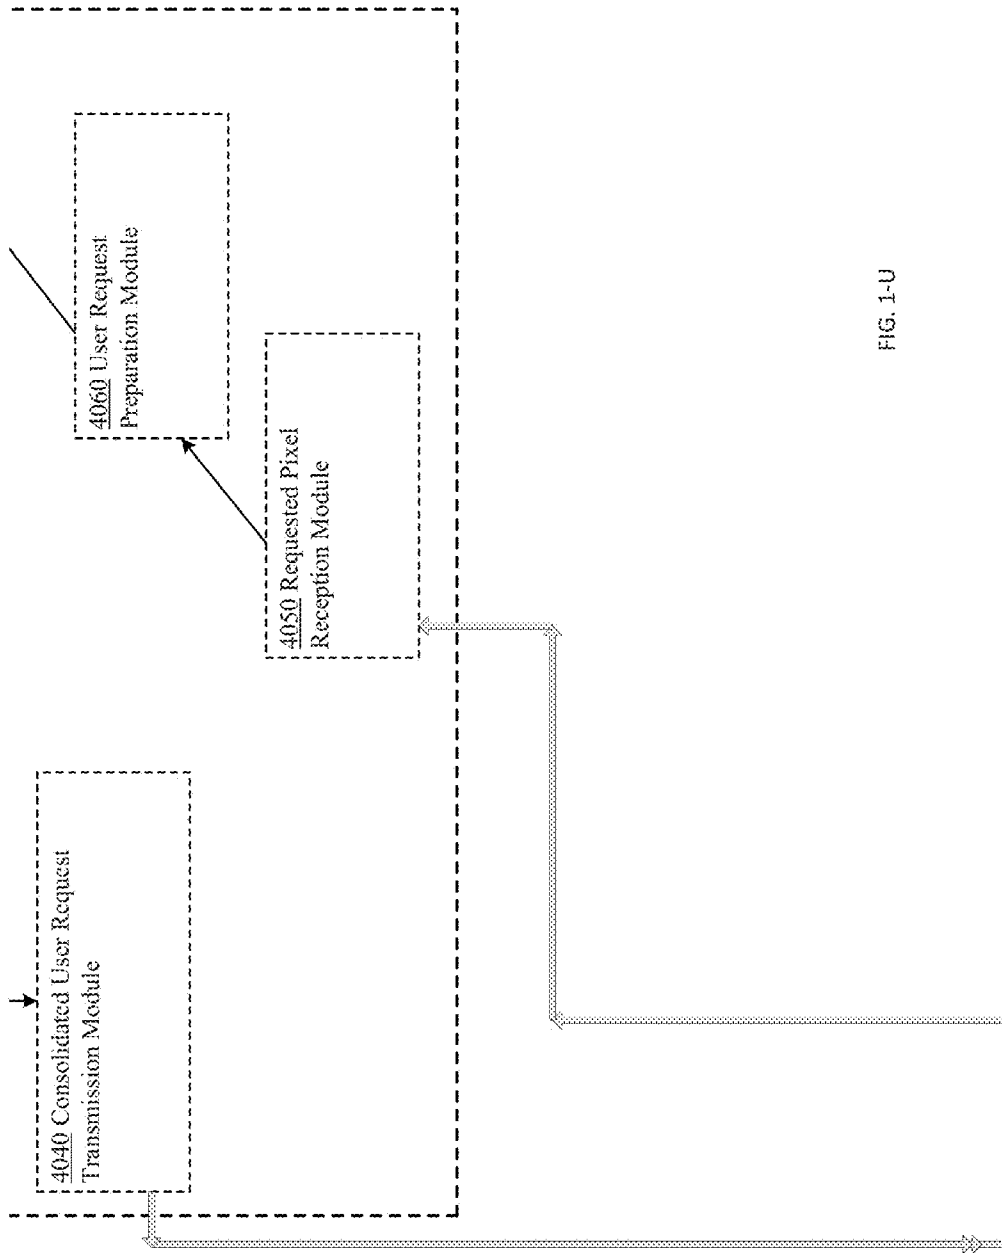 4040 Consolidated User Request
Transmission Module
4050 Requested Pixel
Reception Module
4060 User Request
Preparation Module
FIG. 1-U